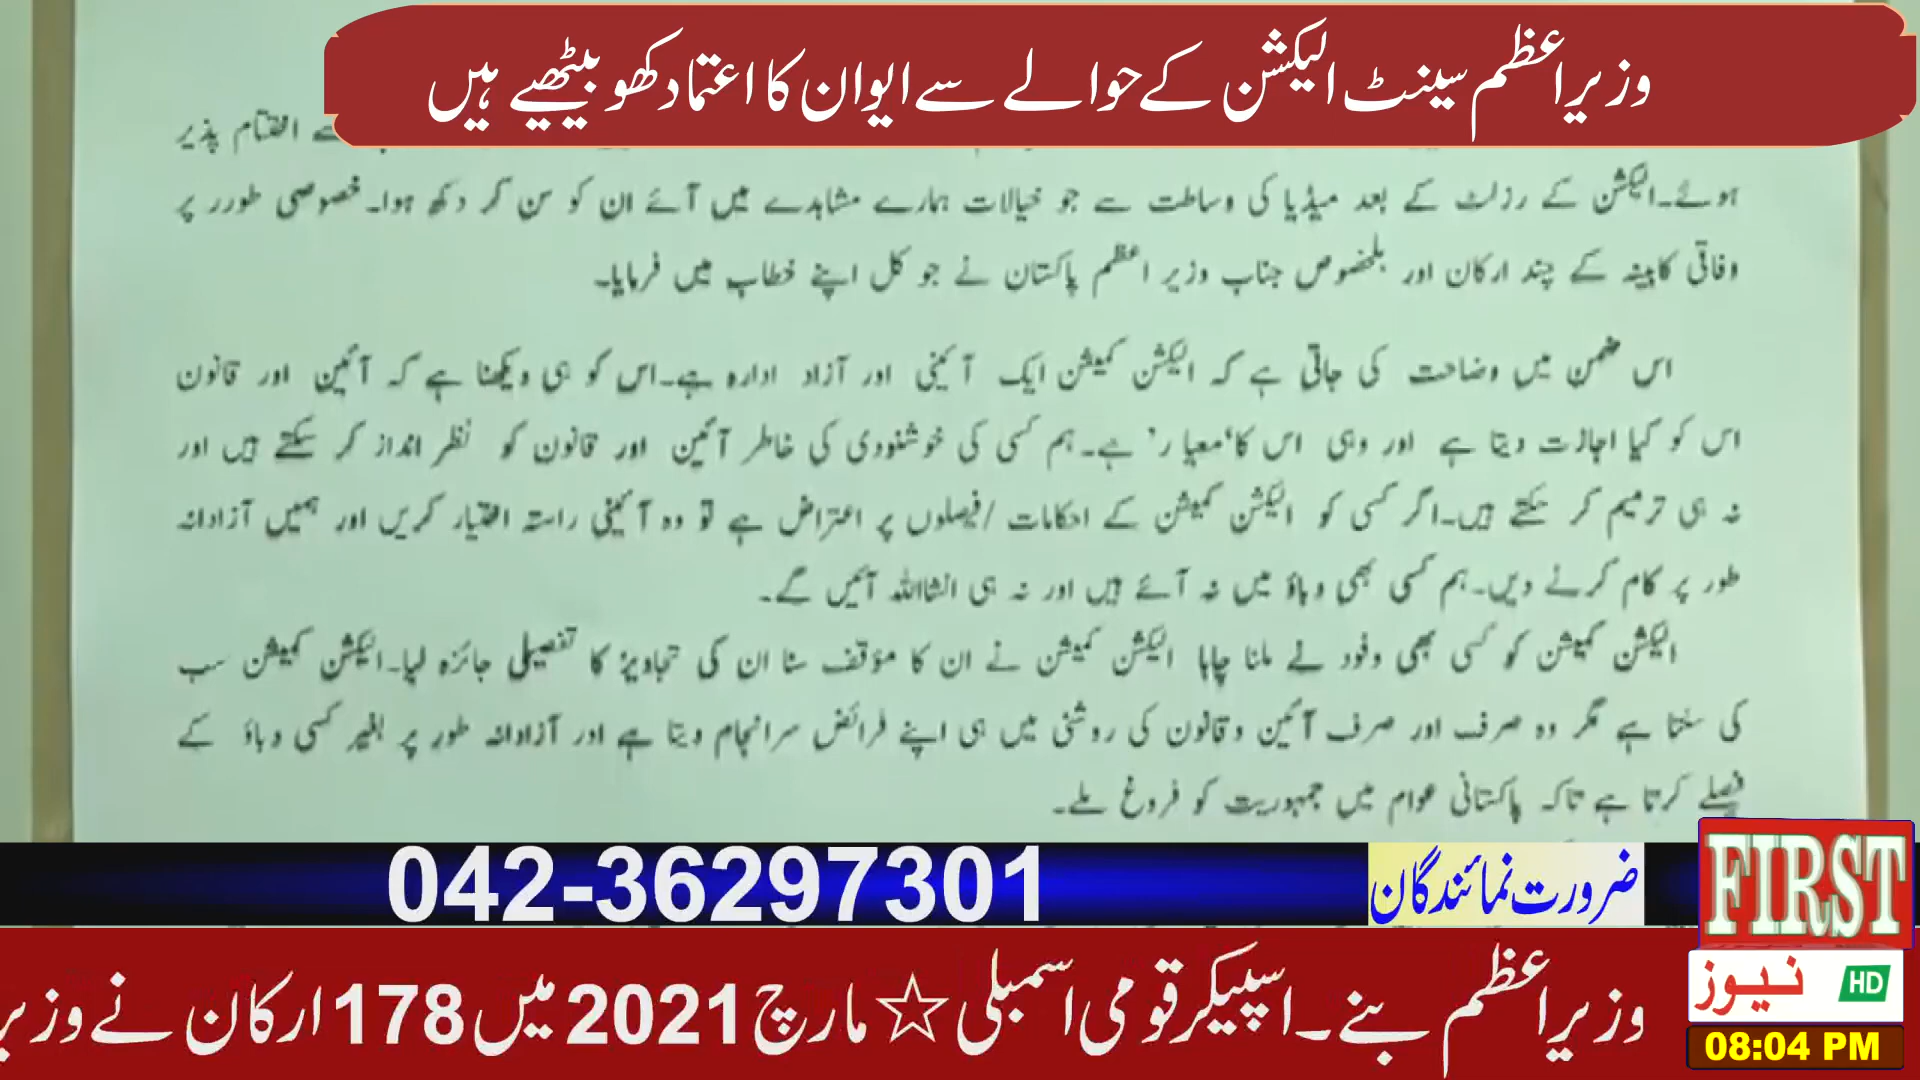 وزیراعظم سینٹ الیکشن کے حوالے سے ایوان کا اعتماد کھو بیٹھیے ہیں
سے اختتام پذیر
ہوئے۔الیکشن کے رزلٹ کے بعد میڈیا کی وساطت سے جو خیالات ہمارے مشاہدے میں آئے ان کو سن کر دکھ ہوا۔خصوصی طورر پر
وفاقی کابینہ کے چند ارکان اور بلخصوص جناب وزیر اعظم پاکستان نے جو کل اپنے خطاب میں فرمایا۔
اس ضمن میں وضاحت کی جاتی ہے کہ الیکشن کمیشن ایک آئینی اور آزاد ادارہ ہے۔اس کو ہی دیکھنا ہے کہ آئین اور قانون
اس کو کیا اجازت دیتا ہے اور وہی اس کا‘معیا ر’ ہے۔ہم کسی کی خوشنودی کی خاطر آئین اور قانون کو نظر انداز کر سکتے ہیں اور
نہ ہی ترمیم کر سکتے ہیں۔اگر کسی کو الیکشن کمیشن کے احکامات /فیصلوں پر اعتراض ہے تو وہ آئینی راستہ اختیار کریں اور ہمیں آزادانہ
طور پر کام کرنے دیں۔ہم کسی بھی دباؤ میں نہ آئے ہیں اور نہ ہی انشااللہ آئیں گے۔
الیکشن کمیشن کو کسی بھی وفود نے ملنا چاہا الیکشن کمیشن نے ان کا مؤقف سنا ان کی تجاویز کا تفصیلی جائزہ لیا۔الیکشن کمیشن سب
کی سنتا ہے مگر وہ صرف اور صرف آئین و قانون کی روشنی میں ہی اپنے فرائض سرانجام دیتا ہے اور آزادانہ طور پر بغیر کسی دباؤ کے
فیصلے کرتا ہے تاکہ پاکستانی عوام میں جمہوریت کو فروغ ملے۔
ضرورت نمائندگان 042-36297301
FIRST
نیوز HD
وزیراعظم بنے۔اسپیکر قومی اسمبلی ☆ مارچ 2021 میں 178 ارکان نے وزیر
08:04 PM